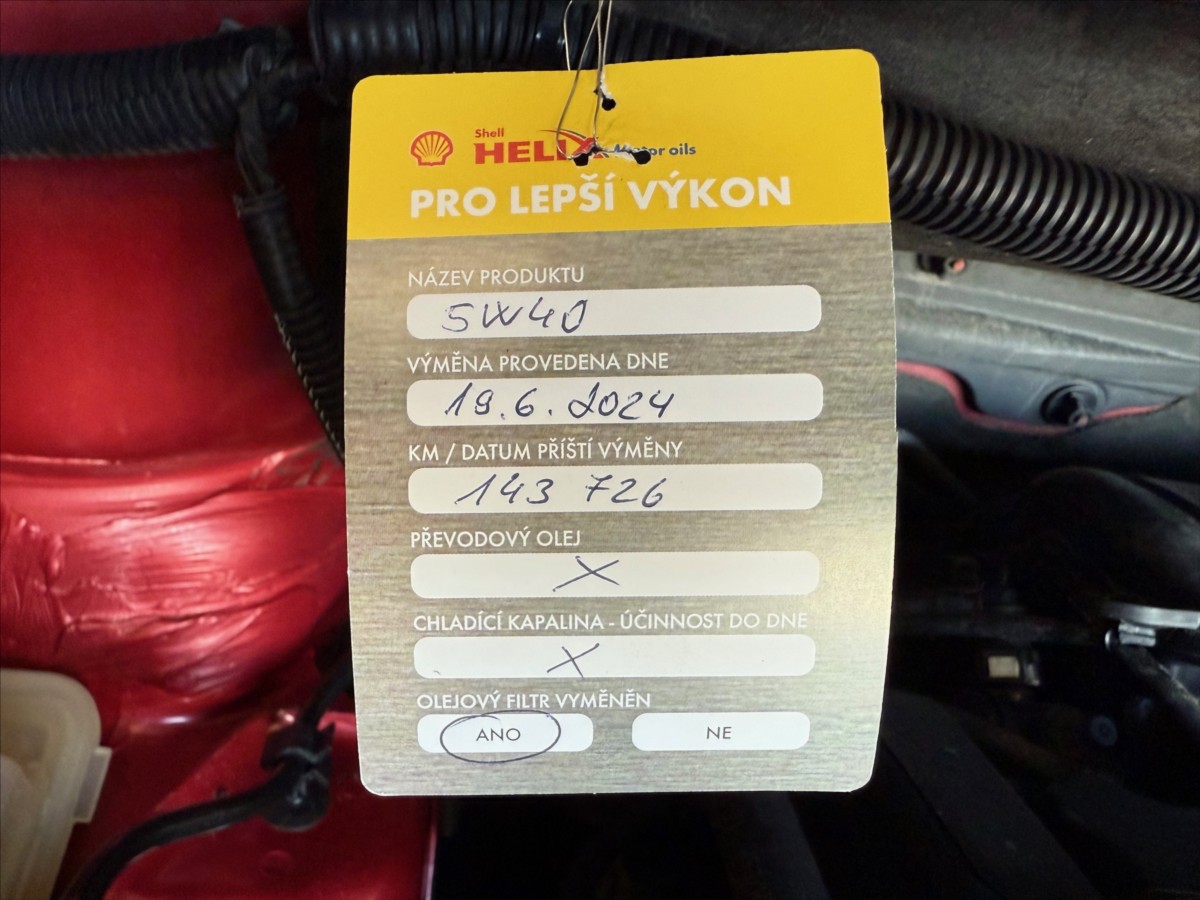 Shell
HELIX Motor oils
PRO LEPŠÍ VÝKON
NÁZEV PRODUKTU
5W40
VÝMĚNA PROVEDENA DNE
19.6.2024
KM / DATUM PŘÍŠTÍ VÝMĚNY
143 726
PŘEVODOVÝ OLEJ
X
CHLADÍCÍ KAPALINA - ÚČINNOST DO DNE
X
OLEJOVÝ FILTR VYMĚNĚN
ANO NE